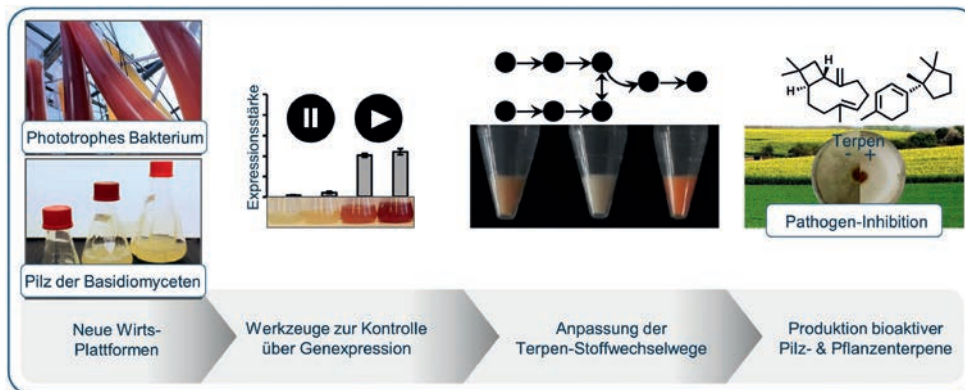 Phototrophes Bakterium
Pilz der Basidiomyceten
Expressionsstärke
H
H
Terpen
- +
Pathogen-Inhibition
Neue Wirts-
Plattformen
Werkzeuge zur Kontrolle
über Genexpression
Anpassung der
Terpen-Stoffwechselwege
Produktion bioaktiver
Pilz- & Pflanzenterpene